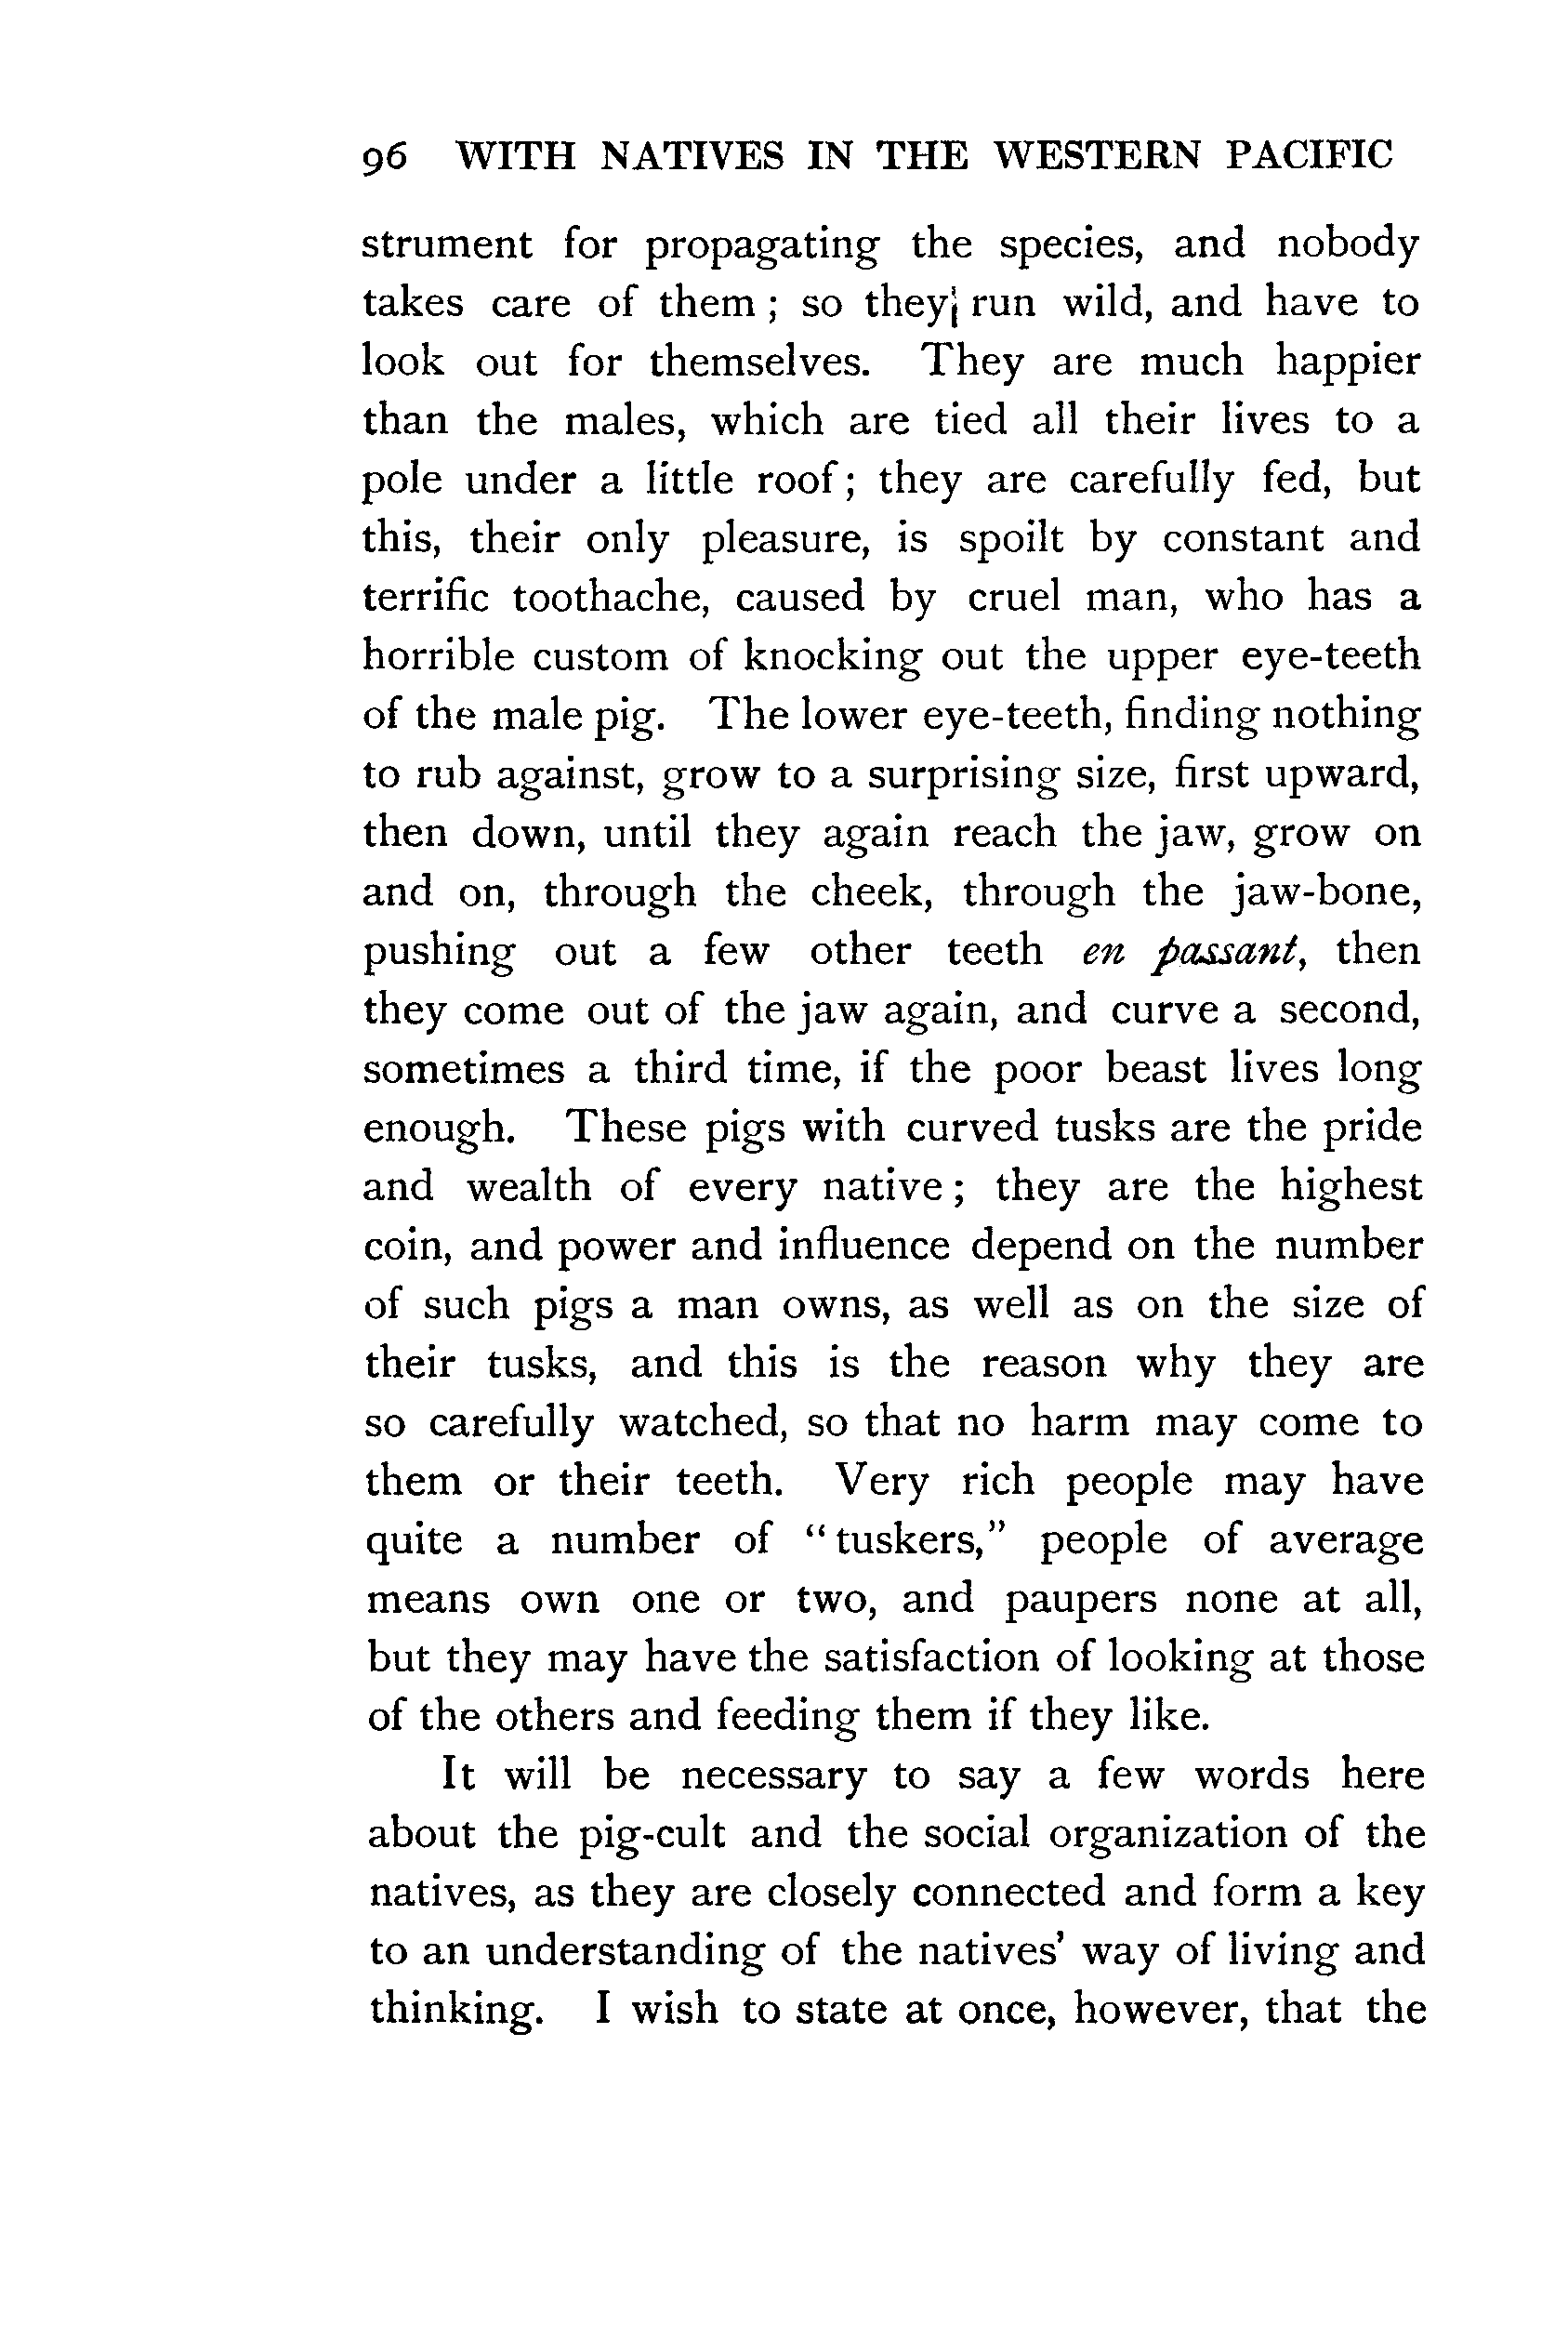 96 WITH NATIVES IN THE WESTERN PACIFIC
strument for propagating the species, and nobody
takes care of them ; so they run wild, and have to
look out for themselves. They are much happier
than the males, which are tied all their lives to a
pole under a little roof; they are carefully fed, but
this, their only pleasure, is spoilt by constant and
terrific toothache, caused by cruel man, who has a
horrible custom of knocking out the upper eye-teeth
of the male pig. The lower eye-teeth, finding nothing
to rub against, grow to a surprising size, first upward,
then down, until they again reach the jaw, grow on
and on, through the cheek, through the jaw-bone,
pushing out a few other teeth en passant, then
they come out of the jaw again, and curve a second,
sometimes a third time, if the poor beast lives long
enough. These pigs with curved tusks are the pride
and wealth of every native ; they are the highest
coin, and power and influence depend on the number
of such pigs a man owns, as well as on the size of
their tusks, and this is the reason why they are
so carefully watched, so that no harm may come to
them or their teeth. Very rich people may have
quite a number of “tuskers,” people of average
means own one or two, and paupers none at all,
but they may have the satisfaction of looking at those
of the others and feeding them if they like.
It will be necessary to say a few words here
about the pig-cult and the social organization of the
natives, as they are closely connected and form a key
to an understanding of the natives’ way of living and
thinking. I wish to state at once, however, that the